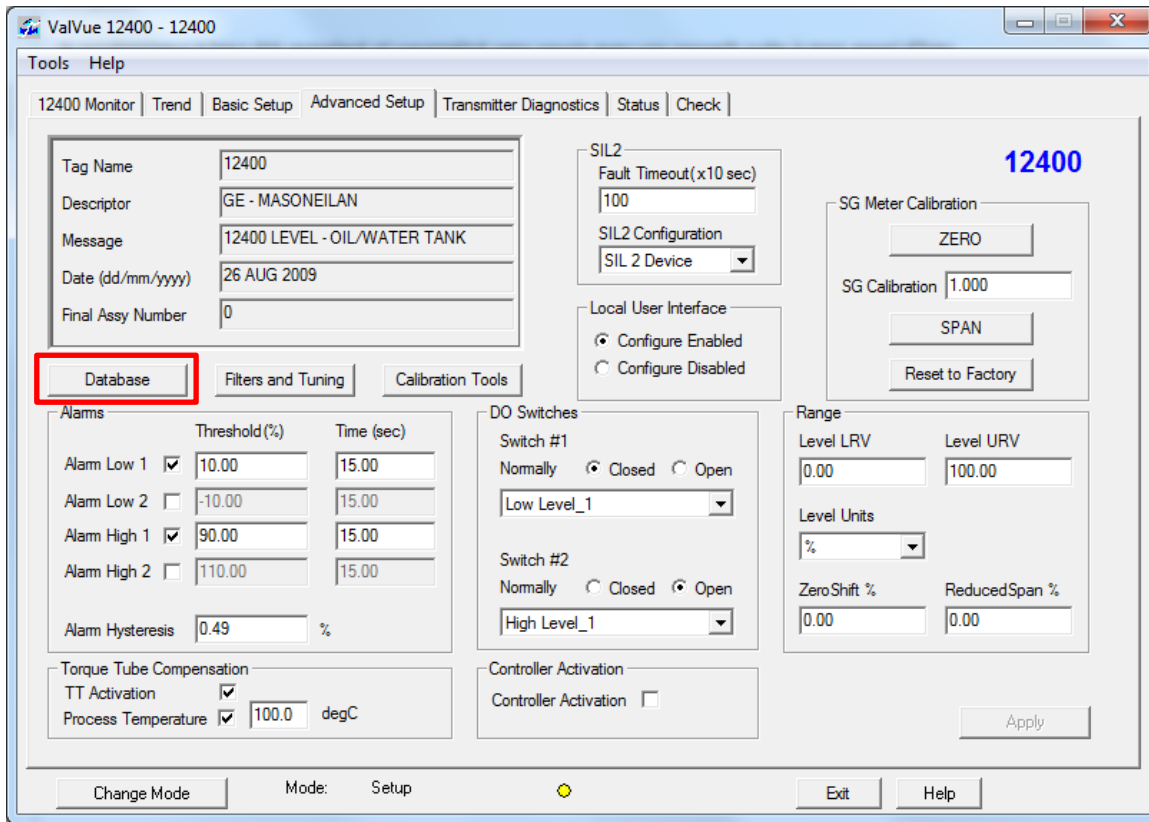 ValVue 12400 - 12400
Tools Help
12400 Monitor Trend Basic Setup Advanced Setup Transmitter Diagnostics Status Check
Tag Name 12400
Descriptor GE - MASONEILAN
Message 12400 LEVEL - OIL/WATER TANK
Date (dd/mm/yyyy) 26 AUG 2009
Final Assy Number 0
SIL2
Fault Timeout(x10 sec)
100
SIL2 Configuration
SIL 2 Device
Local User Interface
Configure Enabled
Configure Disabled
12400
SG Meter Calibration
ZERO
SG Calibration 1.000
SPAN
Reset to Factory
Database Filters and Tuning Calibration Tools
Alarms
Threshold(%) Time (sec)
Alarm Low 1 10.00 15.00
Alarm Low 2 -10.00 15.00
Alarm High 1 90.00 15.00
Alarm High 2 110.00 15.00
Alarm Hysteresis 0.49 %
DO Switches
Switch #1
Normally Closed Open
Low Level_1
Switch #2
Normally Closed Open
High Level_1
Range
Level LRV Level URV
0.00 100.00
Level Units
%
ZeroShift % ReducedSpan %
0.00 0.00
Torque Tube Compensation
TT Activation
Process Temperature 100.0 degC
Controller Activation
Controller Activation
Apply
Change Mode Mode: Setup Exit Help